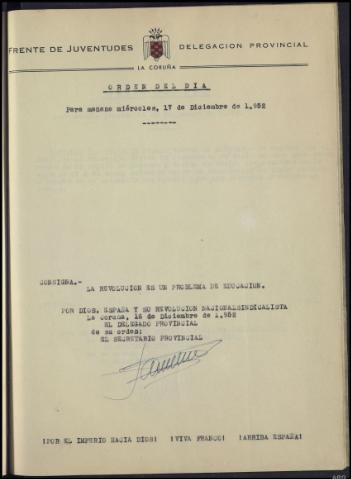 FRENTE DE JUVENTUDES DELEGACION PROVINCIAL
LA CORUÑA
ORDEN DEL DIA
Para mañana miércoles, 17 de Diciembre de 1.952
--------
CONSIGNA.-
LA REVOLUCION ES UN PROBLEMA DE EDUCACION.
POR DIOS, ESPAÑA Y SU REVOLUCION NACIONALSINDICALISTA
La Coruña, 16 de Diciembre de 1.952
EL DELEGADO PROVINCIAL
de su orden:
EL SECRETARIO PROVINCIAL
¡POR EL IMPERIO HACIA DIOS! ¡VIVA FRANCO! ¡ARRIBA ESPAÑA!